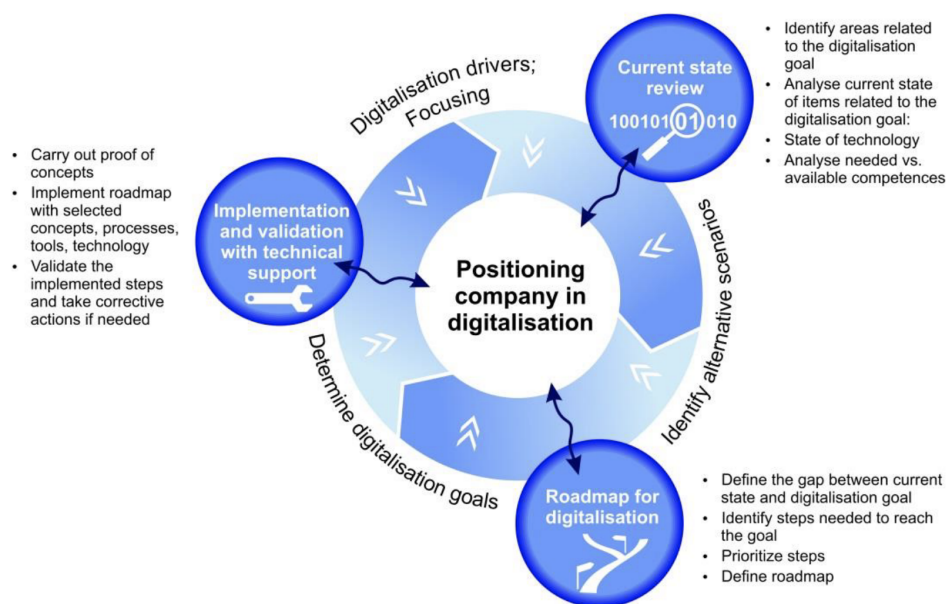 Digitalisation drivers;
Focusing
Current state
review
100101 01 010
• Identify areas related
to the digitalisation
goal
• Analyse current state
of items related to the
digitalisation goal:
• State of technology
• Analyse needed vs.
available competences
• Carry out proof of
concepts
• Implement roadmap
with selected
concepts, processes,
tools, technology
• Validate the
implemented steps
and take corrective
actions if needed
Implementation
and validation
with technical
support
Positioning
company in
digitalisation
Identify alternative scenarios
Determine digitalisation goals
Roadmap for
digitalisation
• Define the gap between current
state and digitalisation goal
• Identify steps needed to reach
the goal
• Prioritize steps
• Define roadmap